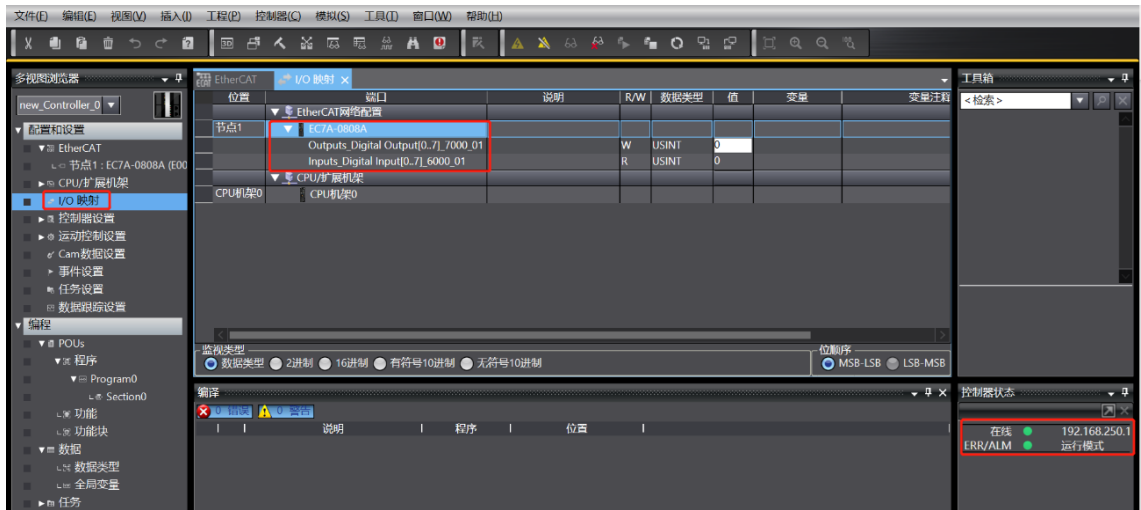 文件(F) 编辑(E) 视图(V) 插入(I) 工程(P) 控制器(C) 模拟(S) 工具(T) 窗口(W) 帮助(H)
多视图浏览器
new_Controller_0
配置和设置
EtherCAT
节点1 : EC7A-0808A (E00
CPU/扩展机架
I/O 映射
控制器设置
运动控制设置
Cam数据设置
事件设置
任务设置
数据跟踪设置
编程
POUs
程序
Program0
Section0
功能
功能块
数据
数据类型
全局变量
任务
EtherCAT I/O 映射
位置 端口 说明 R/W 数据类型 值 变量 变量注释
EtherCAT网络配置
节点1 EC7A-0808A
Outputs_Digital Output[0..7]_7000_01 W USINT 0
Inputs_Digital Input[0..7]_6000_01 R USINT 0
CPU/扩展机架
CPU机架0 CPU机架0
监视类型
数据类型 2进制 16进制 有符号10进制 无符号10进制
位顺序
MSB-LSB LSB-MSB
编译
0 错误 0 警告
说明 程序 位置
工具箱
<检索>
控制器状态
在线 192.168.250.1
ERR/ALM 运行模式